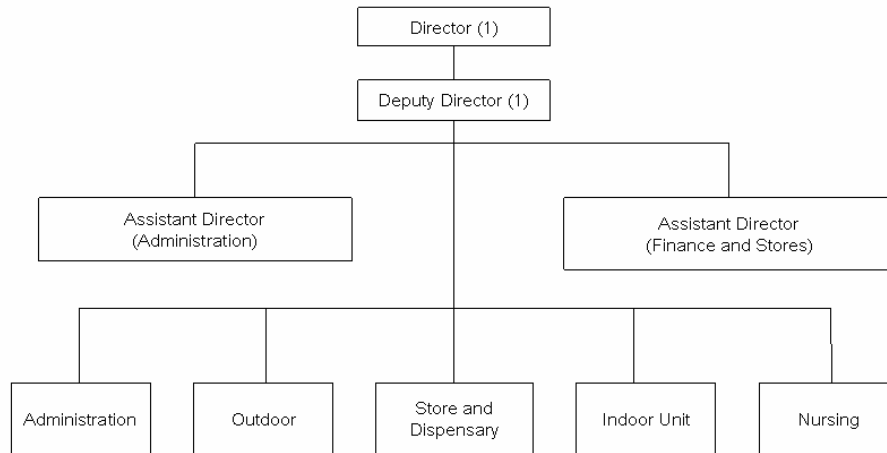 Director (1)
Deputy Director (1)
Assistant Director
(Administration)
Assistant Director
(Finance and Stores)
Administration
Outdoor
Store and
Dispensary
Indoor Unit
Nursing